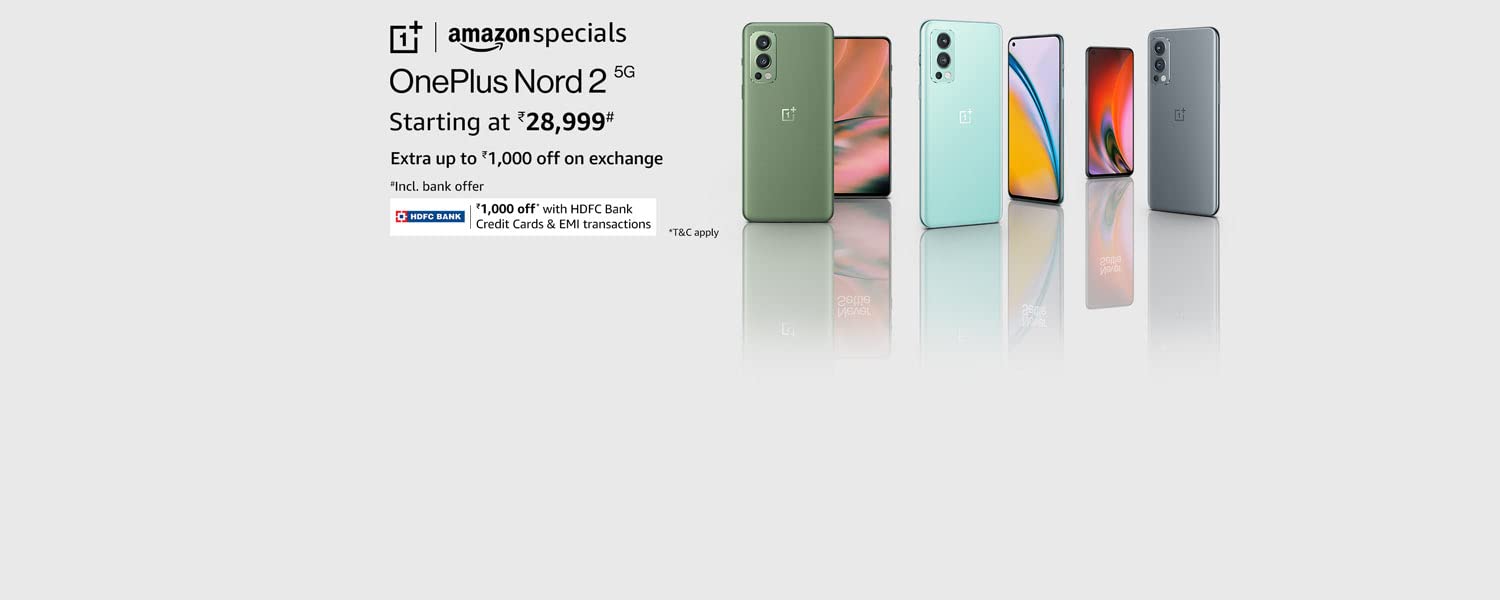 1+ | amazon specials
OnePlus Nord 2 5G
Starting at ₹28,999#
Extra up to ₹1,000 off on exchange
#Incl. bank offer
HDFC BANK
₹1,000 off* with HDFC Bank
Credit Cards & EMI transactions
*T&C apply
Never
Settle
Never
Settle
Never
Settle